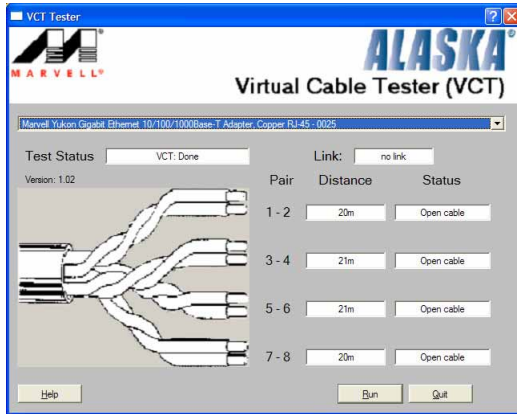 VCT Tester
MARVELL®
ALASKA®
Virtual Cable Tester (VCT)
Marvell Yukon Gigabit Ethernet 10/100/1000Base-T Adapter, Copper RJ-45 - 0025
Test Status VCT: Done Link: no link
Version: 1.02
Pair Distance Status
1 - 2 20m Open cable
3 - 4 21m Open cable
5 - 6 21m Open cable
7 - 8 20m Open cable
Help Run Quit